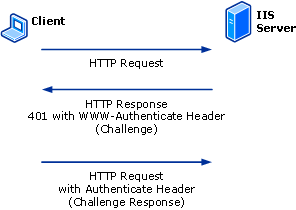 Client
IIS
Server
HTTP Request
HTTP Response
401 with WWW-Authenticate Header
(Challenge)
HTTP Request
with Authenticate Header
(Challenge Response)